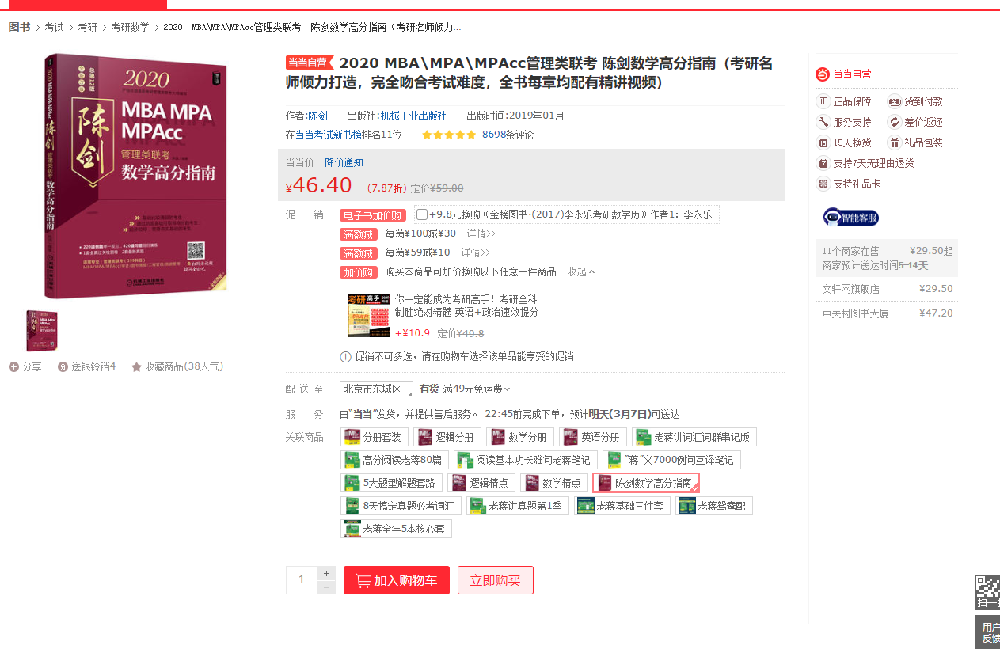 图书 > 考试 > 考研 > 考研数学 > 2020 MBA\MPA\MPAcc管理类联考 陈剑数学高分指南（考研名师倾力...
2020
MBA MPA
MPAcc
陈剑
管理类联考
数学高分指南
机械工业出版社
分享 送银铃铛4 收藏商品(38人气)
当当自营 2020 MBA\MPA\MPAcc管理类联考 陈剑数学高分指南（考研名
师倾力打造，完全吻合考试难度，全书每章均配有精讲视频）
作者:陈剑 出版社:机械工业出版社 出版时间:2019年01月
在当当考试新书榜排名11位 8698条评论
当当价 降价通知
¥46.40 (7.87折) 定价¥59.00
促 销 电子书加价购 +9.8元换购《金榜图书·(2017)李永乐考研数学历》作者1：李永乐
满额减 每满¥100减¥30 详情>>
满额减 每满¥59减¥10 详情>>
加价购 购买本商品可加价换购以下任意一件商品 收起
你一定能成为考研高手！考研全科
制胜绝对精髓 英语+政治速效提分
+¥10.9 定价¥49.8
促销不可多选，请在购物车选择该单品能享受的促销
配送至 北京市东城区 有货 满49元免运费
服 务 由“当当”发货，并提供售后服务。 22:45前完成下单，预计明天(3月7日)可送达
关联商品 分册套装 逻辑分册 数学分册 英语分册 老蒋讲词汇词群串记版
高分阅读老蒋80篇 阅读基本功长难句老蒋笔记 “蒋”义7000例句互译笔记
5大题型解题套路 逻辑精点 数学精点 陈剑数学高分指南
8天搞定真题必考词汇 老蒋讲真题第1季 老蒋基础三件套 老蒋鸳鸯配
老蒋全年5本核心套
1 + −
加入购物车 立即购买
当当自营
正品保障 货到付款
服务支持 差价返还
15天换货 礼品包装
支持7天无理由退货
支持礼品卡
智能客服
11个商家在售 ¥29.50起
商家预计送达时间5-14天
文轩网旗舰店 ¥29.50
中关村图书大厦 ¥47.20
扫一
用户
反馈